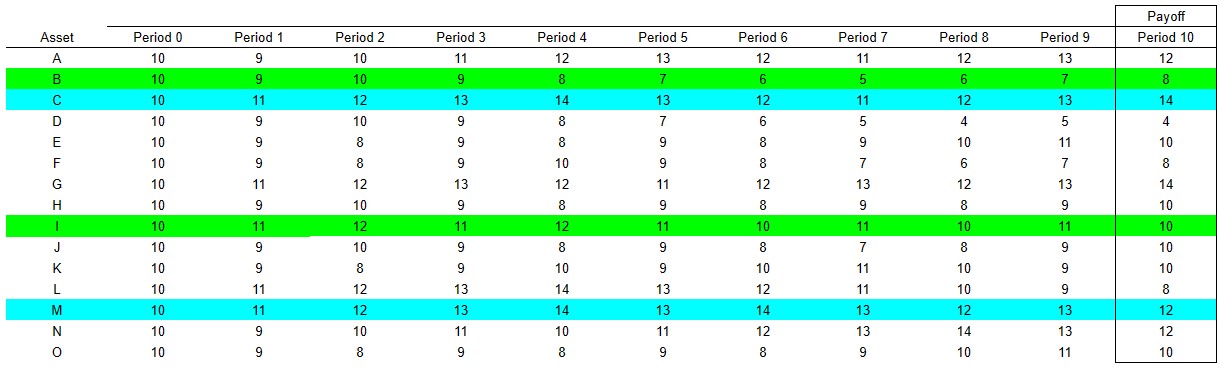 Payoff
Asset Period 0 Period 1 Period 2 Period 3 Period 4 Period 5 Period 6 Period 7 Period 8 Period 9 Period 10
A 10 9 10 11 12 13 12 11 12 13 12
B 10 9 10 9 8 7 6 5 6 7 8
C 10 11 12 13 14 13 12 11 12 13 14
D 10 9 10 9 8 7 6 5 4 5 4
E 10 9 8 9 8 9 8 9 10 11 10
F 10 9 8 9 10 9 8 7 6 7 8
G 10 11 12 13 12 11 12 13 12 13 14
H 10 9 10 9 8 9 8 9 8 9 10
I 10 11 12 11 12 11 10 11 10 11 10
J 10 9 10 9 8 9 8 7 8 9 10
K 10 9 8 9 10 9 10 11 10 9 10
L 10 11 12 13 14 13 12 11 10 9 8
M 10 11 12 13 14 13 14 13 12 13 12
N 10 9 10 11 10 11 12 13 14 13 12
O 10 9 8 9 8 9 8 9 10 11 10